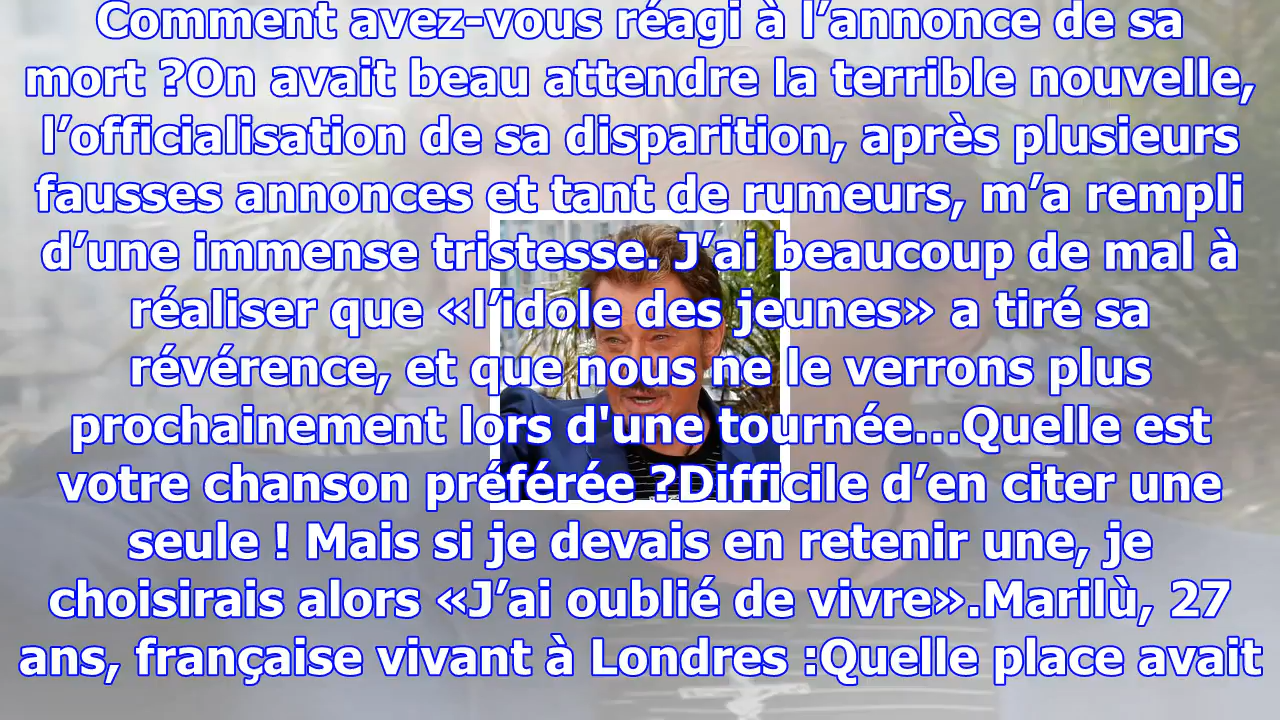 Comment avez-vous réagi à l’annonce de sa
mort ?On avait beau attendre la terrible nouvelle,
l’officialisation de sa disparition, après plusieurs
fausses annonces et tant de rumeurs, m’a rempli
d’une immense tristesse. J’ai beaucoup de mal à
réaliser que «l’idole des jeunes» a tiré sa
révérence, et que nous ne le verrons plus
prochainement lors d'une tournée...Quelle est
votre chanson préférée ?Difficile d’en citer une
seule ! Mais si je devais en retenir une, je
choisirais alors «J’ai oublié de vivre».Marilù, 27
ans, française vivant à Londres :Quelle place avait